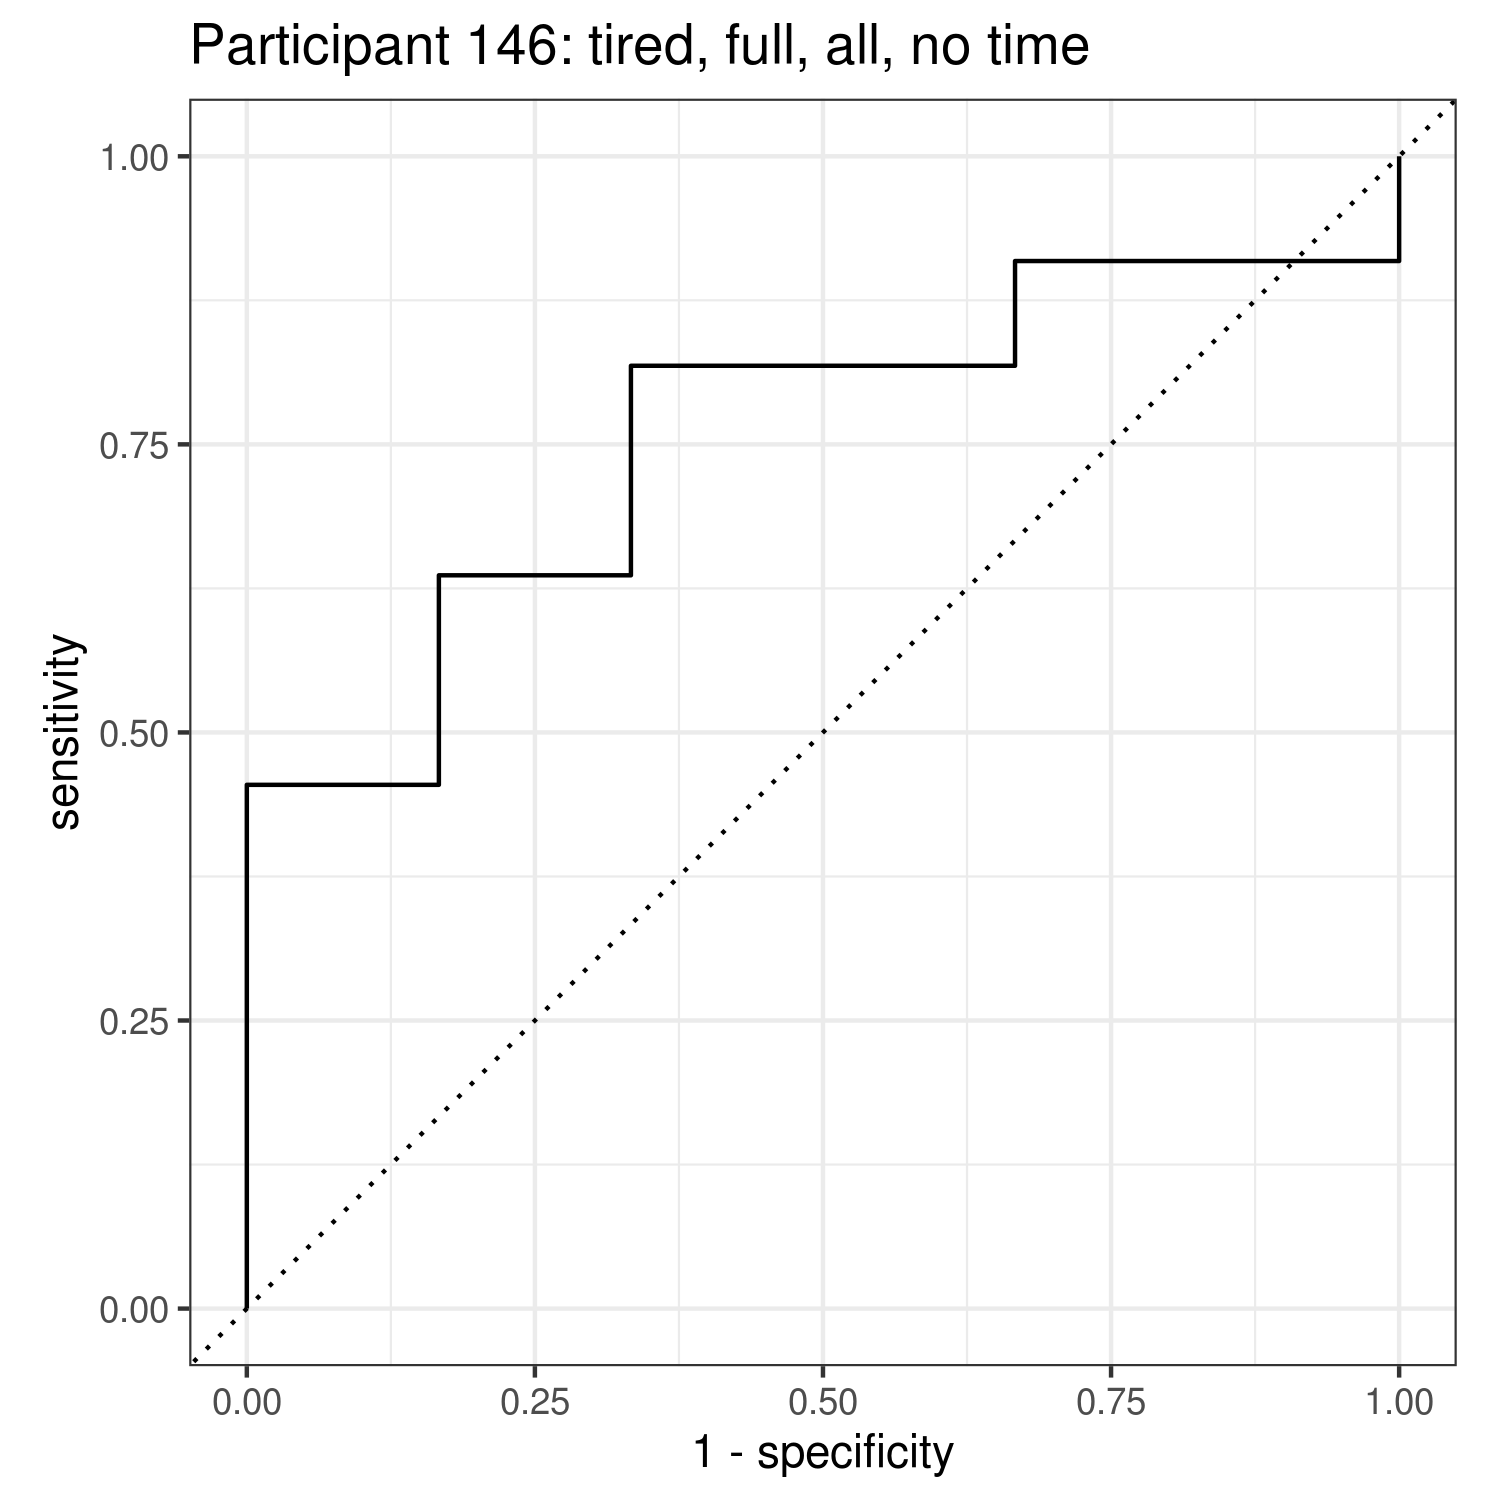 Participant 146: tired, full, all, no time
1.00
0.75
0.50
0.25
0.00
sensitivity
0.00 0.25 0.50 0.75 1.00
1 - specificity